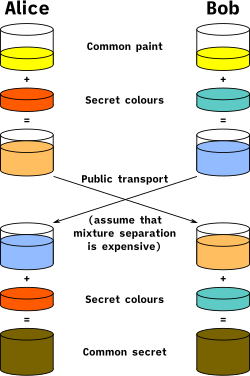 Alice Bob
Common paint
+ +
Secret colours
= =
Public transport
(assume that
mixture separation
is expensive)
+ +
Secret colours
= =
Common secret